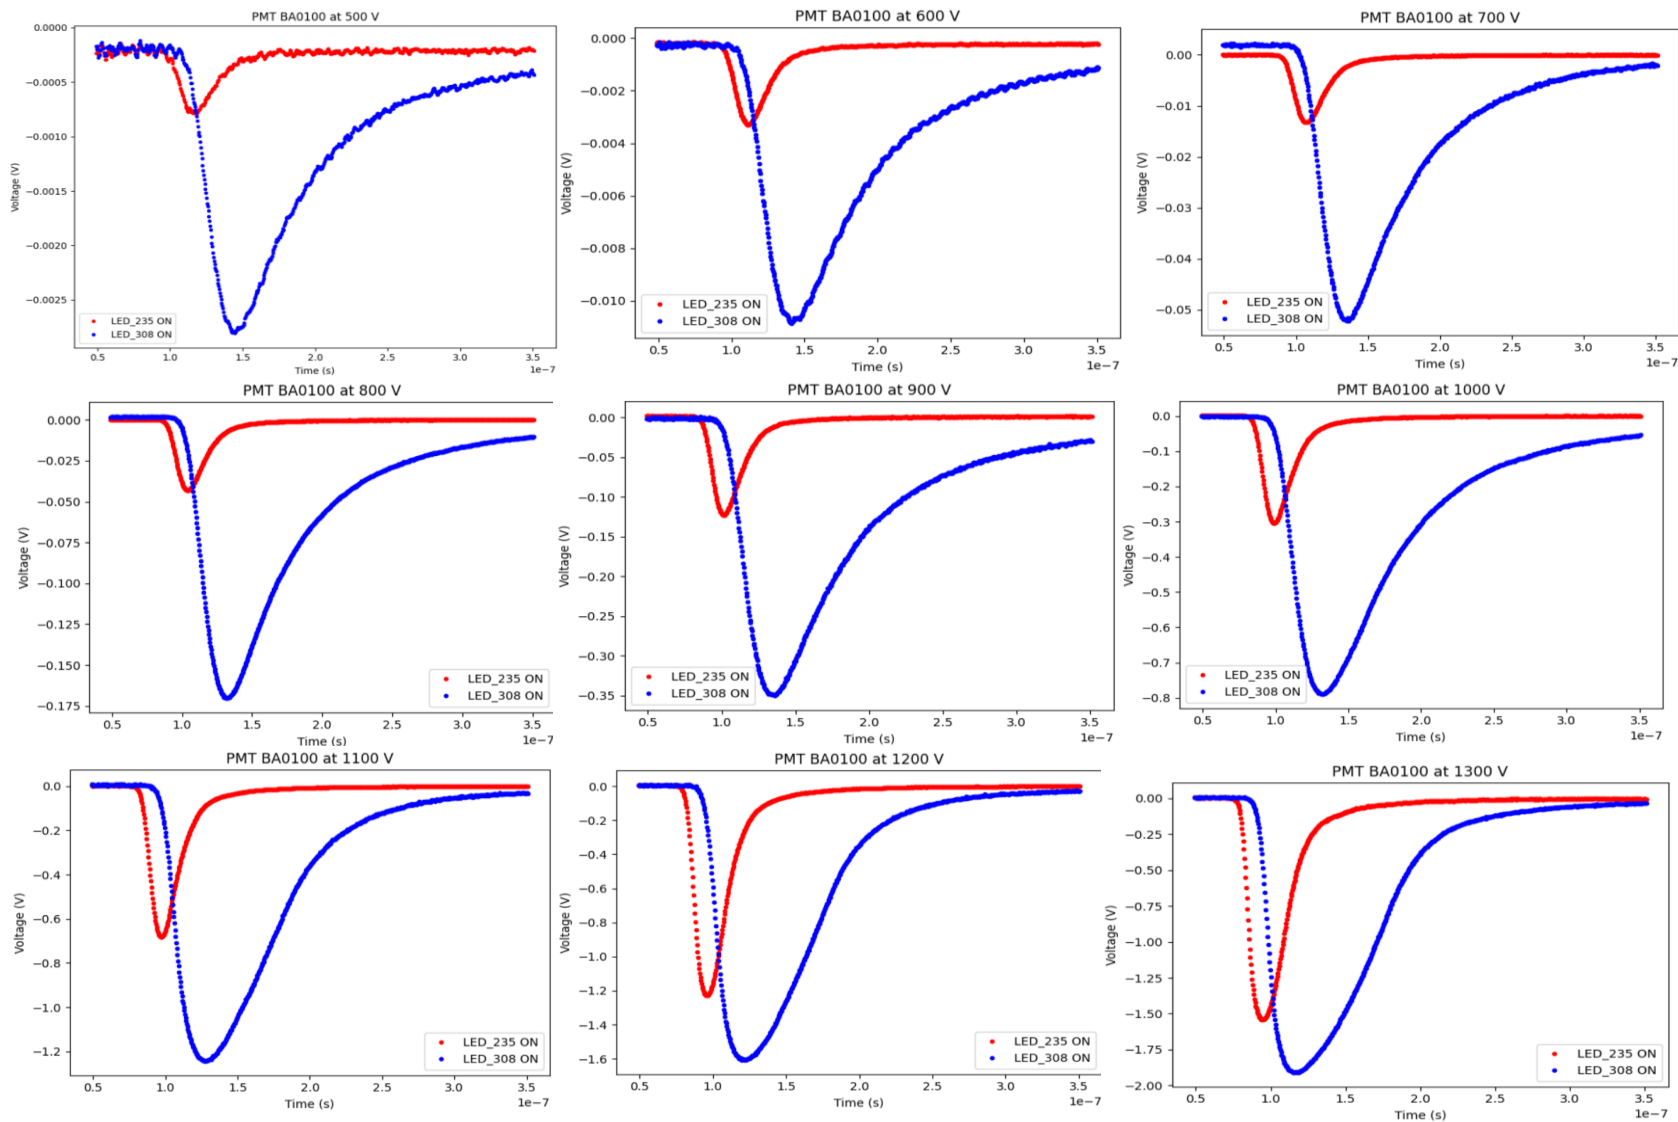 PMT BA0100 at 500 V
0.0000
−0.0005
−0.0010
−0.0015
−0.0020
−0.0025
Voltage (V)
LED_235 ON
LED_308 ON
0.5 1.0 1.5 2.0 2.5 3.0 3.5
Time (s)
1e−7
PMT BA0100 at 600 V
0.000
−0.002
−0.004
−0.006
−0.008
−0.010
Voltage (V)
LED_235 ON
LED_308 ON
0.5 1.0 1.5 2.0 2.5 3.0 3.5
Time (s)
1e−7
PMT BA0100 at 700 V
0.00
−0.01
−0.02
−0.03
−0.04
−0.05
Voltage (V)
LED_235 ON
LED_308 ON
0.5 1.0 1.5 2.0 2.5 3.0 3.5
Time (s)
1e−7
PMT BA0100 at 800 V
0.000
−0.025
−0.050
−0.075
−0.100
−0.125
−0.150
−0.175
Voltage (V)
LED_235 ON
LED_308 ON
0.5 1.0 1.5 2.0 2.5 3.0 3.5
Time (s)
1e−7
PMT BA0100 at 900 V
0.00
−0.05
−0.10
−0.15
−0.20
−0.25
−0.30
−0.35
Voltage (V)
LED_235 ON
LED_308 ON
0.5 1.0 1.5 2.0 2.5 3.0 3.5
Time (s)
1e−7
PMT BA0100 at 1000 V
0.0
−0.1
−0.2
−0.3
−0.4
−0.5
−0.6
−0.7
−0.8
Voltage (V)
LED_235 ON
LED_308 ON
0.5 1.0 1.5 2.0 2.5 3.0 3.5
Time (s)
1e−7
PMT BA0100 at 1100 V
0.0
−0.2
−0.4
−0.6
−0.8
−1.0
−1.2
Voltage (V)
LED_235 ON
LED_308 ON
0.5 1.0 1.5 2.0 2.5 3.0 3.5
Time (s)
1e−7
PMT BA0100 at 1200 V
0.0
−0.2
−0.4
−0.6
−0.8
−1.0
−1.2
−1.4
−1.6
Voltage (V)
LED_235 ON
LED_308 ON
0.5 1.0 1.5 2.0 2.5 3.0 3.5
Time (s)
1e−7
PMT BA0100 at 1300 V
0.00
−0.25
−0.50
−0.75
−1.00
−1.25
−1.50
−1.75
−2.00
Voltage (V)
LED_235 ON
LED_308 ON
0.5 1.0 1.5 2.0 2.5 3.0 3.5
Time (s)
1e−7